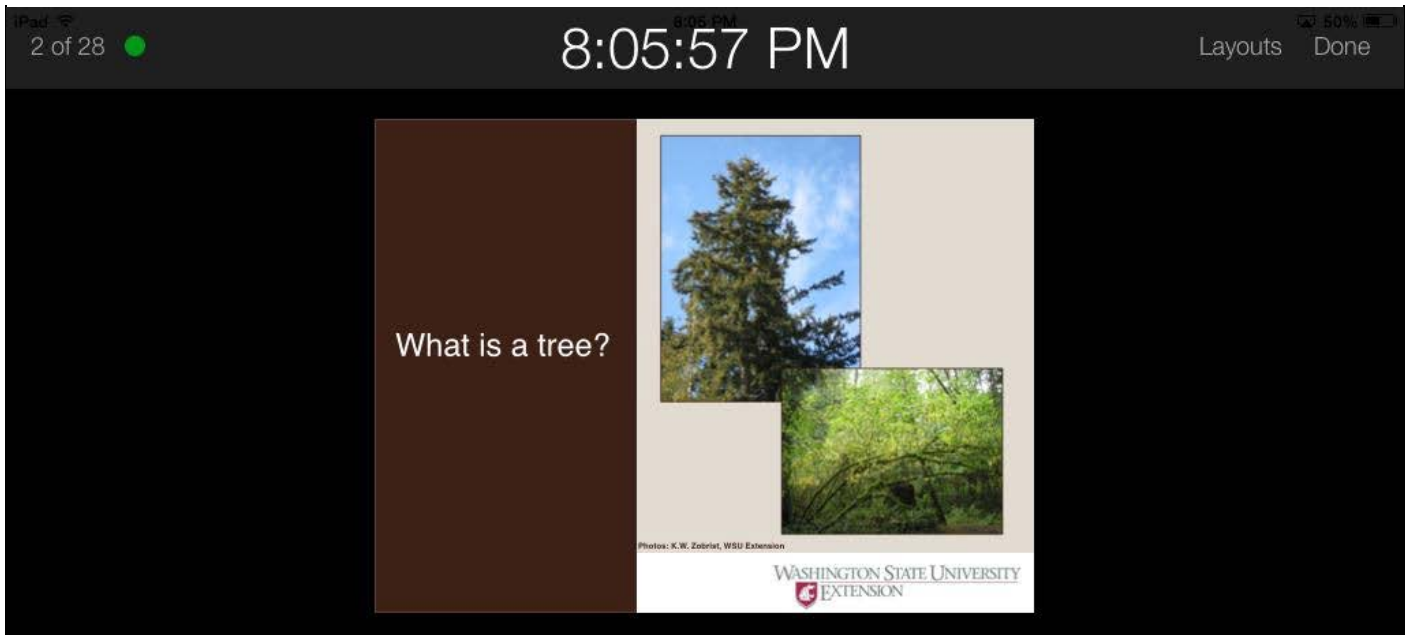 iPad 8:05 PM 50%
2 of 28 8:05:57 PM Layouts Done
What is a tree?
Photos: K.W. Zobrist, WSU Extension
WASHINGTON STATE UNIVERSITY
EXTENSION